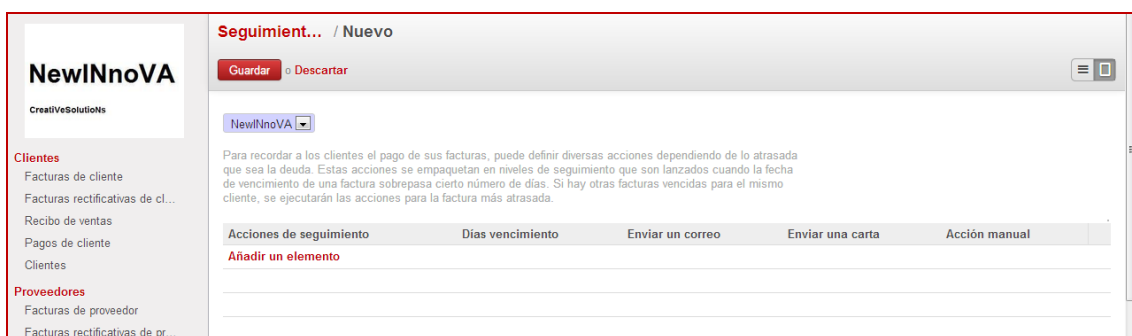 NewINnoVA
CreatiVeSolutioNs
Clientes
Facturas de cliente
Facturas rectificativas de cl...
Recibo de ventas
Pagos de cliente
Clientes
Proveedores
Facturas de proveedor
Facturas rectificativas de pr...
Seguimient... / Nuevo
Guardar o Descartar
NewINnoVA
Para recordar a los clientes el pago de sus facturas, puede definir diversas acciones dependiendo de lo atrasada
que sea la deuda. Estas acciones se empaquetan en niveles de seguimiento que son lanzados cuando la fecha
de vencimiento de una factura sobrepasa cierto número de días. Si hay otras facturas vencidas para el mismo
cliente, se ejecutarán las acciones para la factura más atrasada.
Acciones de seguimiento Días vencimiento Enviar un correo Enviar una carta Acción manual
Añadir un elemento